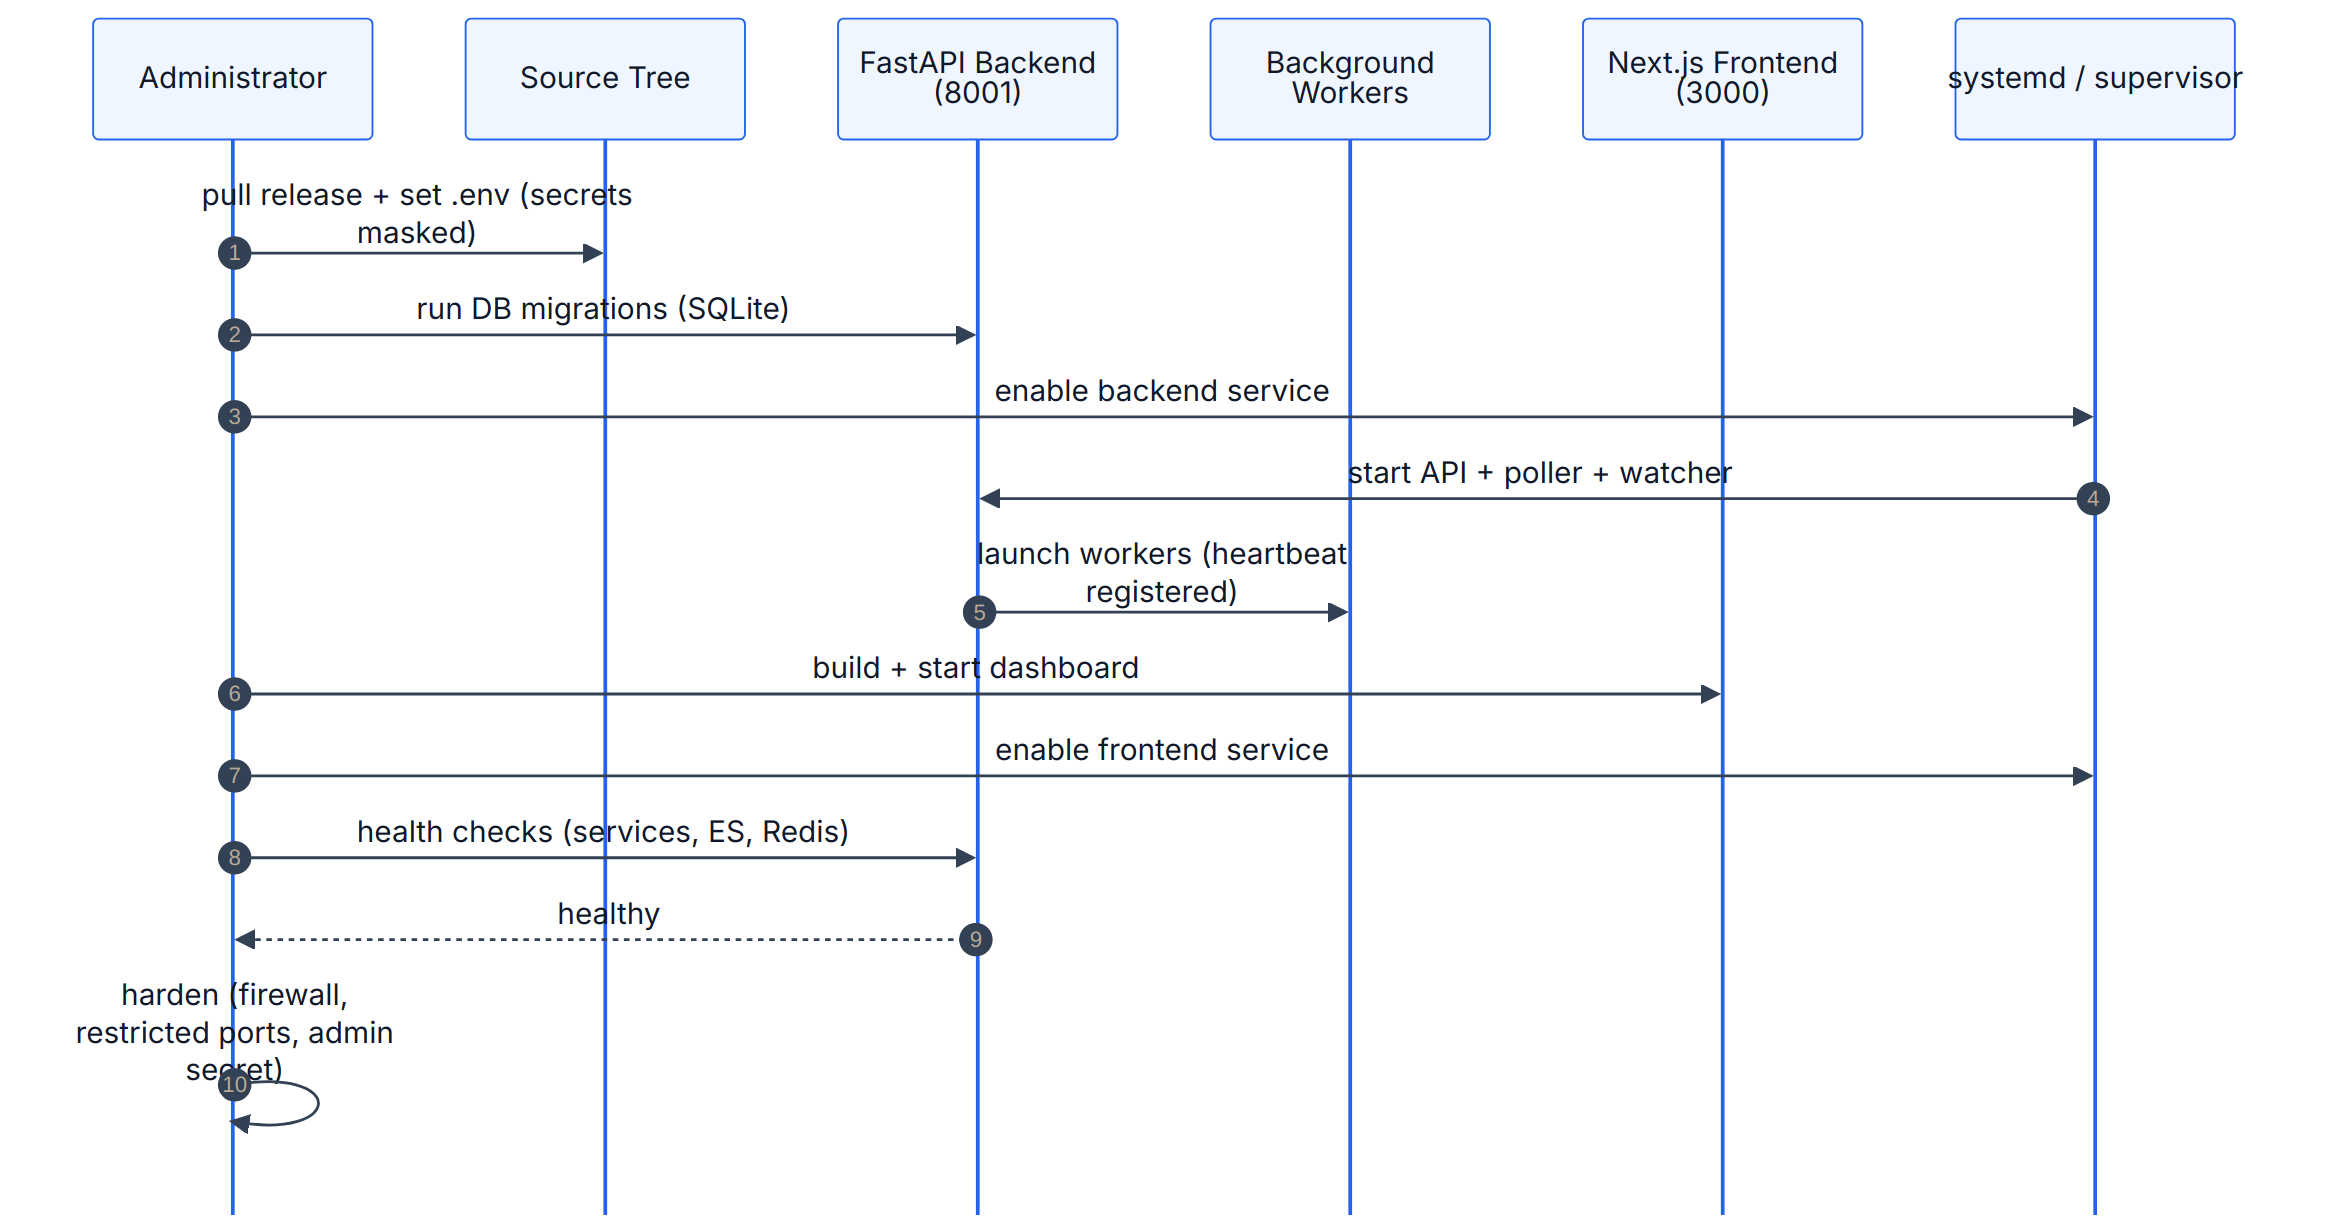 Administrator
Source Tree
FastAPI Backend
(8001)
Background
Workers
Next.js Frontend
(3000)
systemd / supervisor
pull release + set .env (secrets
masked)
1
run DB migrations (SQLite)
2
enable backend service
3
start API + poller + watcher
4
launch workers (heartbeat
registered)
5
build + start dashboard
6
enable frontend service
7
health checks (services, ES, Redis)
8
healthy
9
harden (firewall,
restricted ports, admin
secret)
10